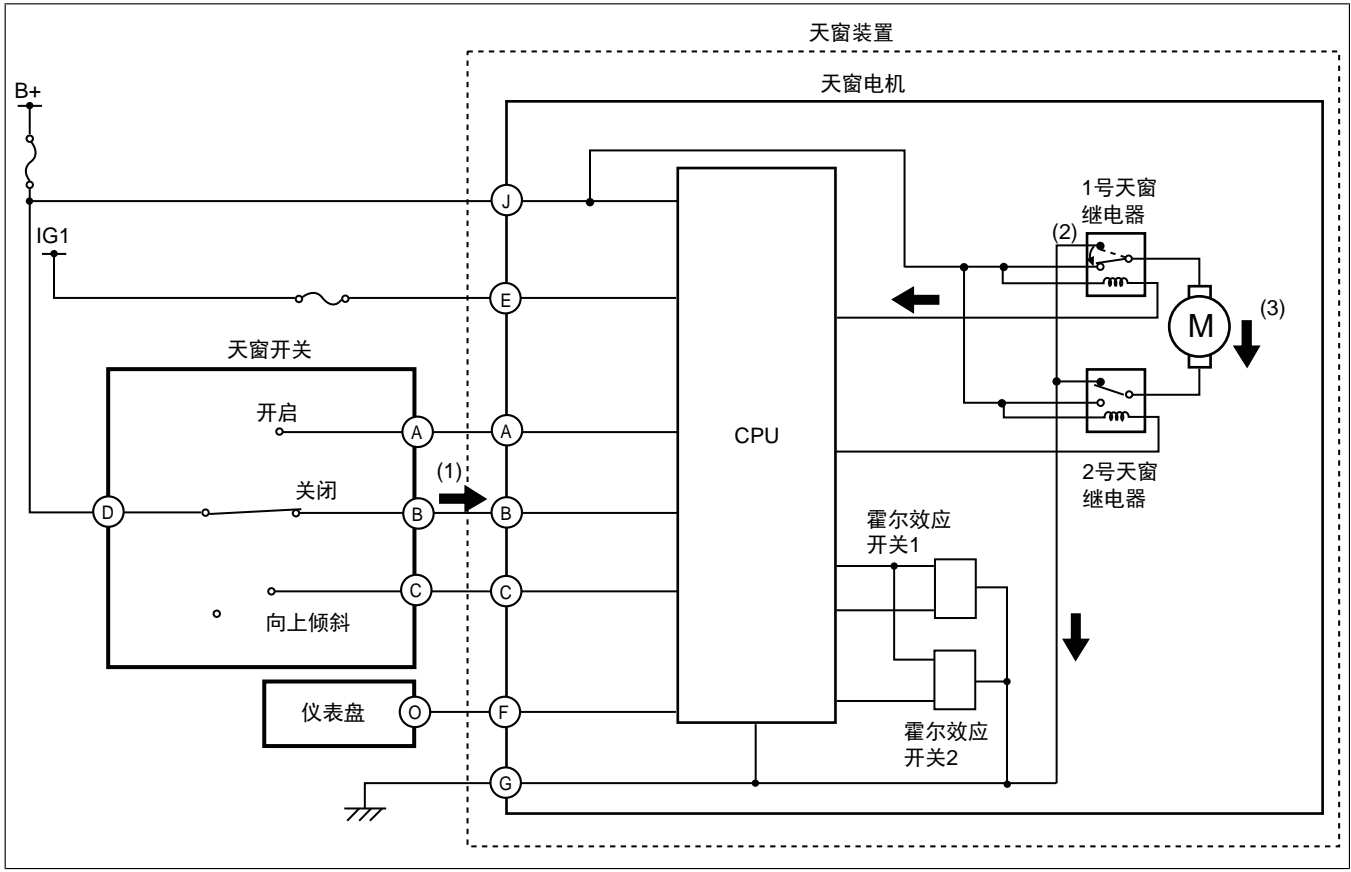 天窗装置
天窗电机
B+
J
1号天窗
继电器
(2)
IG1
E
M
(3)
天窗开关
开启
A
A
CPU
(1)
关闭
D
B
B
2号天窗
继电器
霍尔效应
开关1
C
C
向上倾斜
仪表盘
O
F
霍尔效应
开关2
G